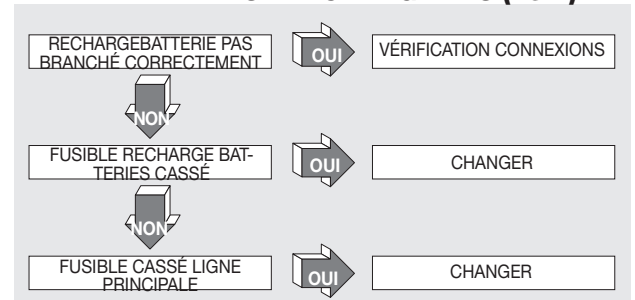 RECHARGEBATTERIE PAS
BRANCHÉ CORRECTEMENT
OUI
VÉRIFICATION CONNEXIONS
NON
FUSIBLE RECHARGE BAT-
TERIES CASSÉ
OUI
CHANGER
NON
FUSIBLE CASSÉ LIGNE
PRINCIPALE
OUI
CHANGER